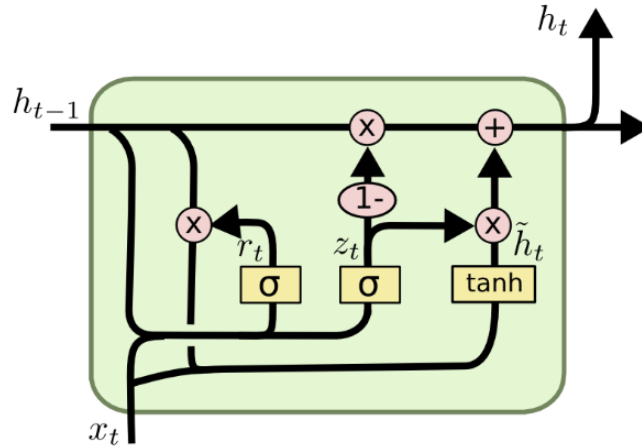 h_t
h_{t-1}
x +
1-
x r_t z_t x h̃_t
σ σ tanh
x_t